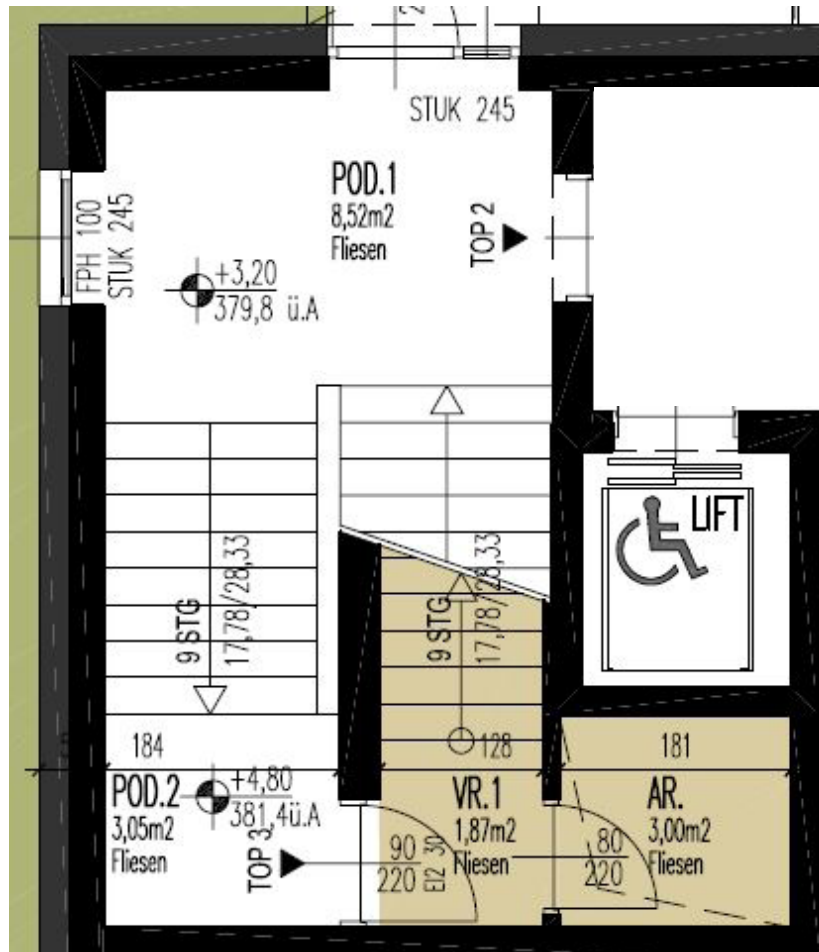 STUK 245
POD.1
8,52m2
Fliesen
TOP 2
FPH 100
STUK 245
+3,20
379,8 ü.A
9 STG
17,78/28,33
9 STG
17,78/28,33
LIFT
184
128
181
POD.2
3,05m2
Fliesen
+4,80
381,4ü.A
TOP 3
90
220
EI2 30
VR.1
1,87m2
Fliesen
80
220
AR.
3,00m2
Fliesen